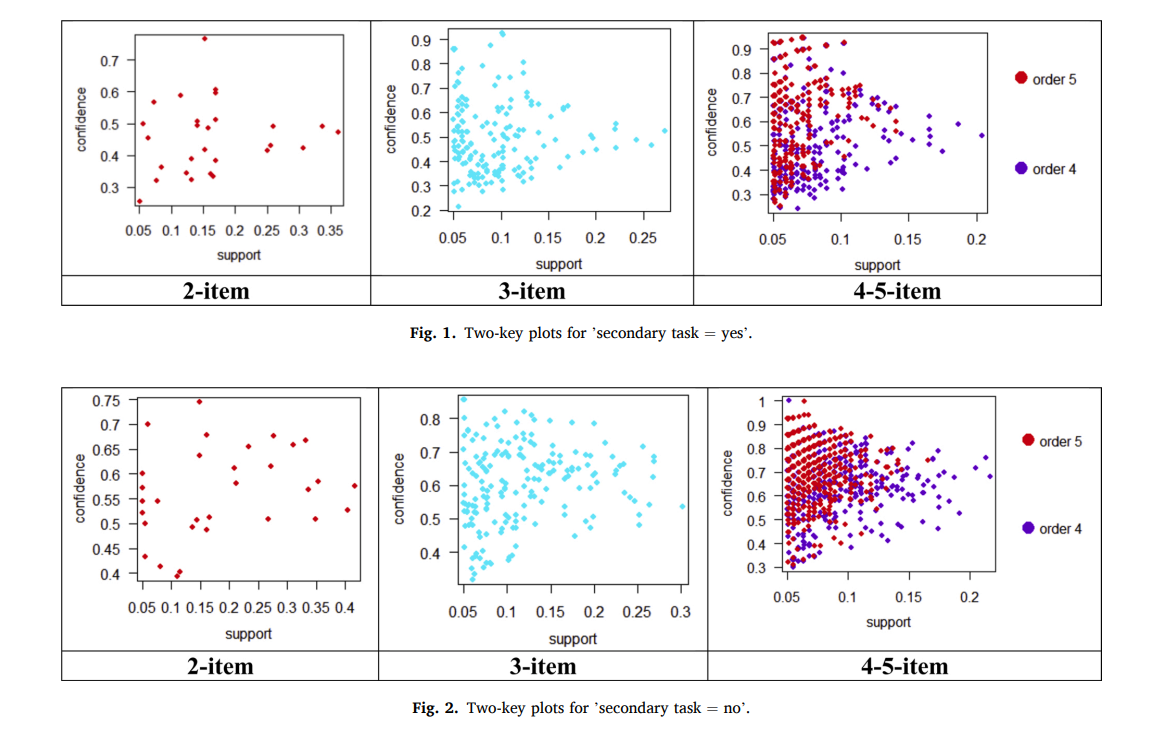 confidence
0.7
0.6
0.5
0.4
0.3
0.05 0.1 0.15 0.2 0.25 0.3 0.35
support
2-item
confidence
0.9
0.8
0.7
0.6
0.5
0.4
0.3
0.2
0.05 0.1 0.15 0.2 0.25
support
3-item
confidence
0.9
0.8
0.7
0.6
0.5
0.4
0.3
0.05 0.1 0.15 0.2
support
order 5
order 4
4-5-item
Fig. 1. Two-key plots for ’secondary task = yes’.
confidence
0.75
0.7
0.65
0.6
0.55
0.5
0.45
0.4
0.05 0.1 0.15 0.2 0.25 0.3 0.35 0.4
support
2-item
confidence
0.8
0.7
0.6
0.5
0.4
0.05 0.1 0.15 0.2 0.25 0.3
support
3-item
confidence
1
0.9
0.8
0.7
0.6
0.5
0.4
0.3
0.05 0.1 0.15 0.2
support
order 5
order 4
4-5-item
Fig. 2. Two-key plots for ’secondary task = no’.